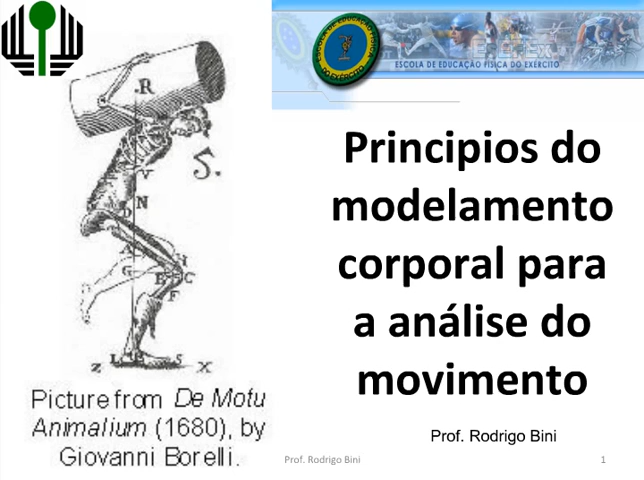 ESCOLA DE EDUCAÇÃO FÍSICA DO EXÉRCITO
R
S.
V
N
D
A
G
I
B C
F
Z L H S X
Picture from De Motu
Animalium (1680), by
Giovanni Borelli.
Principios do
modelamento
corporal para
a análise do
movimento
Prof. Rodrigo Bini
Prof. Rodrigo Bini
1